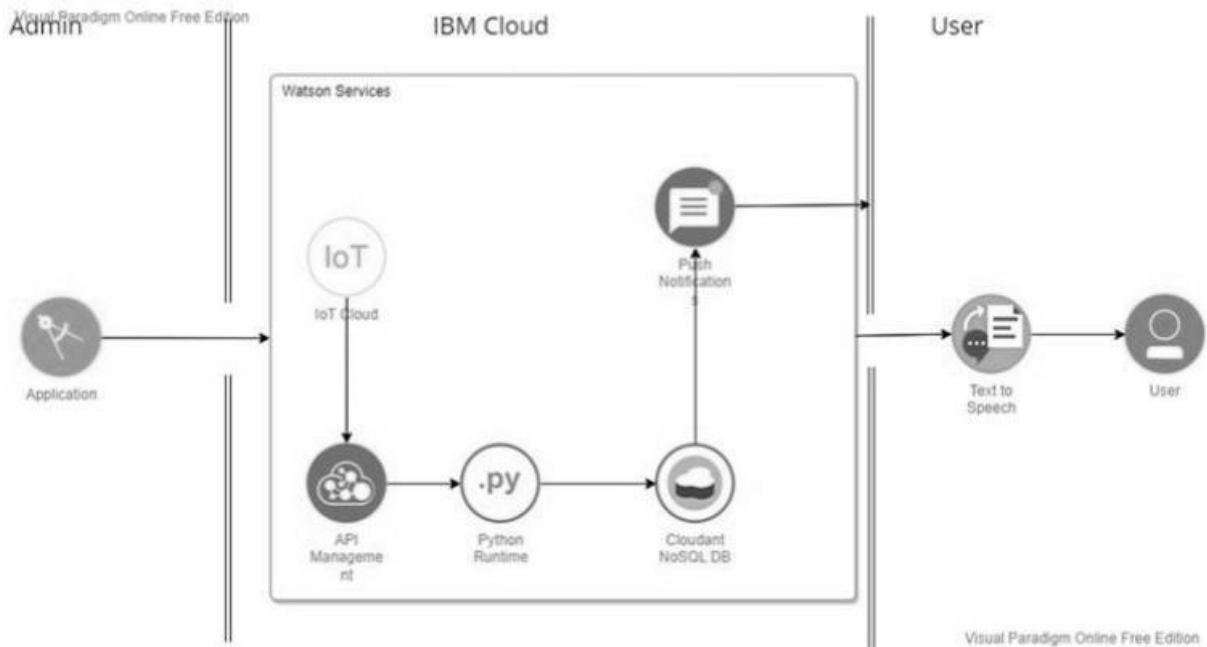 Visual Paradigm Online Free Edition
Admin
IBM Cloud
User
Watson Services
IoT
IoT Cloud
Push
Notification
s
Application
Text to
Speech
User
.py
API
Manageme
nt
Python
Runtime
Cloudant
NoSQL DB
Visual Paradigm Online Free Edition